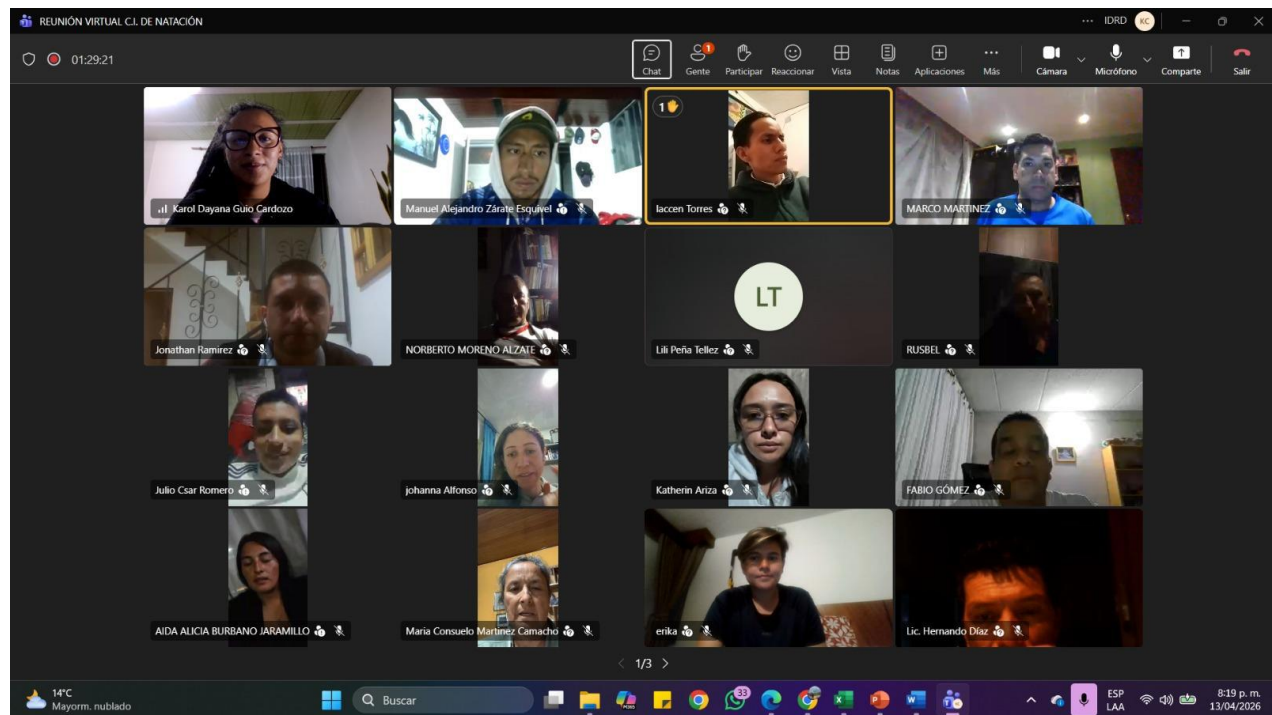 REUNIÓN VIRTUAL C.I. DE NATACIÓN
IDRD
KC
01:29:21
1
Chat
Gente
Participar
Reaccionar
Vista
Notas
Aplicaciones
Más
Cámara
Micrófono
Comparte
Salir
1
Karol Dayana Guio Cardozo
Manuel Alejandro Zárate Esquivel
Iaccen Torres
MARCO MARTINEZ
Jonathan Ramirez
NORBERTO MORENO ALZATE
LT
Lili Peña Tellez
RUSBEL
Julio Csar Romero
johanna Alfonso
Katherin Ariza
FABIO GÓMEZ
AIDA ALICIA BURBANO JARAMILLO
Maria Consuelo Martinez Camacho
erika
Lic. Hernando Díaz
1/3
14°C
Mayorm. nublado
Buscar
33
ESP
LAA
8:19 p. m.
13/04/2026